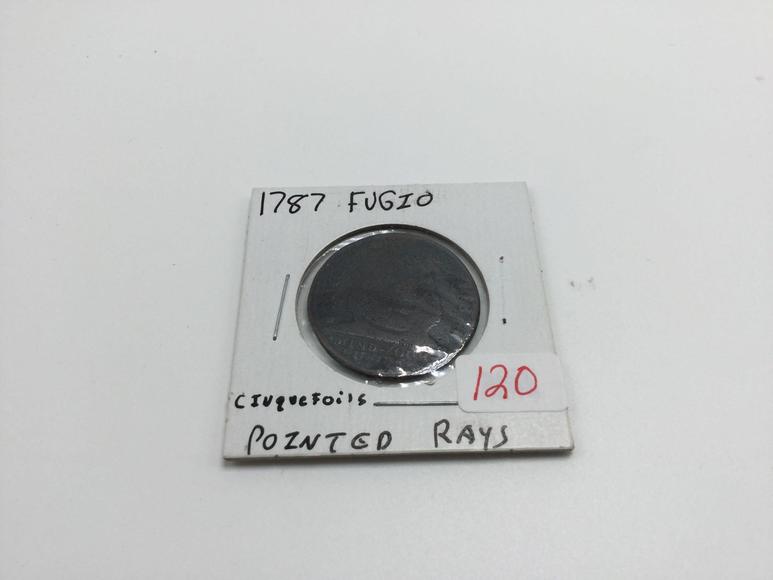 1787 FUGIO
120
CINqueFoils
POINTED RAYS